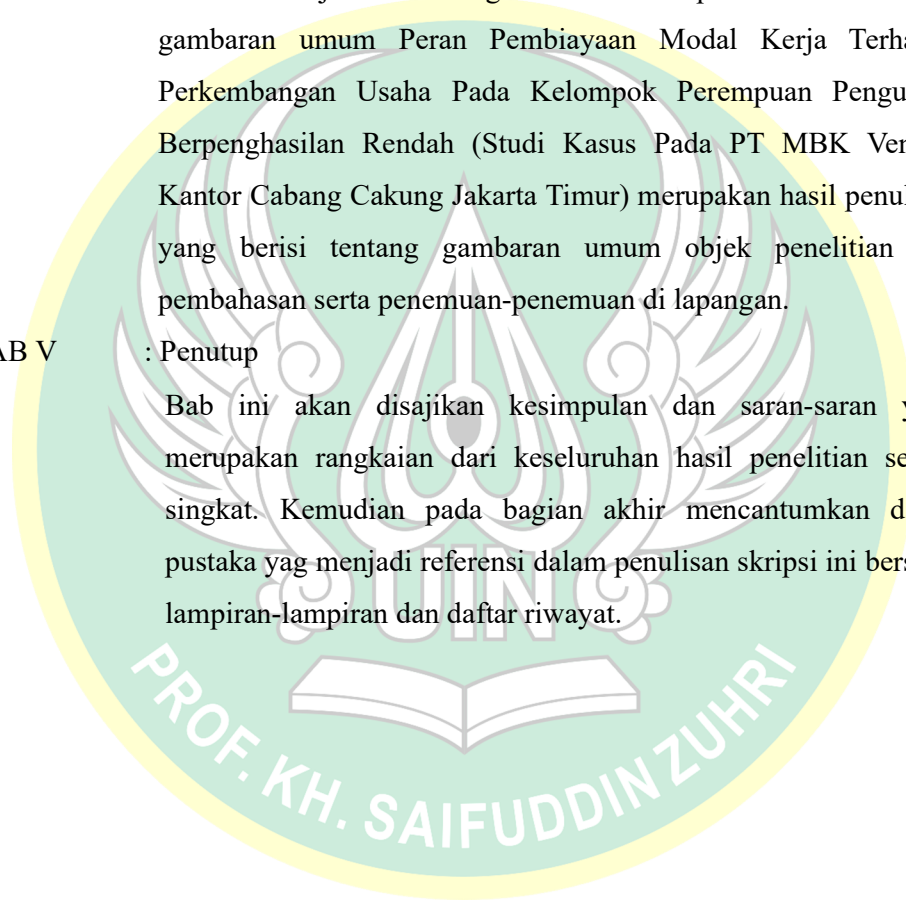 gambaran umum Peran Pembiayaan Modal Kerja Terha
Perkembangan Usaha Pada Kelompok Perempuan Pengu
Berpenghasilan Rendah (Studi Kasus Pada PT MBK Ven
Kantor Cabang Cakung Jakarta Timur) merupakan hasil penul
yang berisi tentang gambaran umum objek penelitian
pembahasan serta penemuan-penemuan di lapangan.
AB V : Penutup
Bab ini akan disajikan kesimpulan dan saran-saran y
merupakan rangkaian dari keseluruhan hasil penelitian se
singkat. Kemudian pada bagian akhir mencantumkan d
pustaka yag menjadi referensi dalam penulisan skripsi ini bers
lampiran-lampiran dan daftar riwayat.
UIN
PROF. KH. SAIFUDDIN ZUHRI